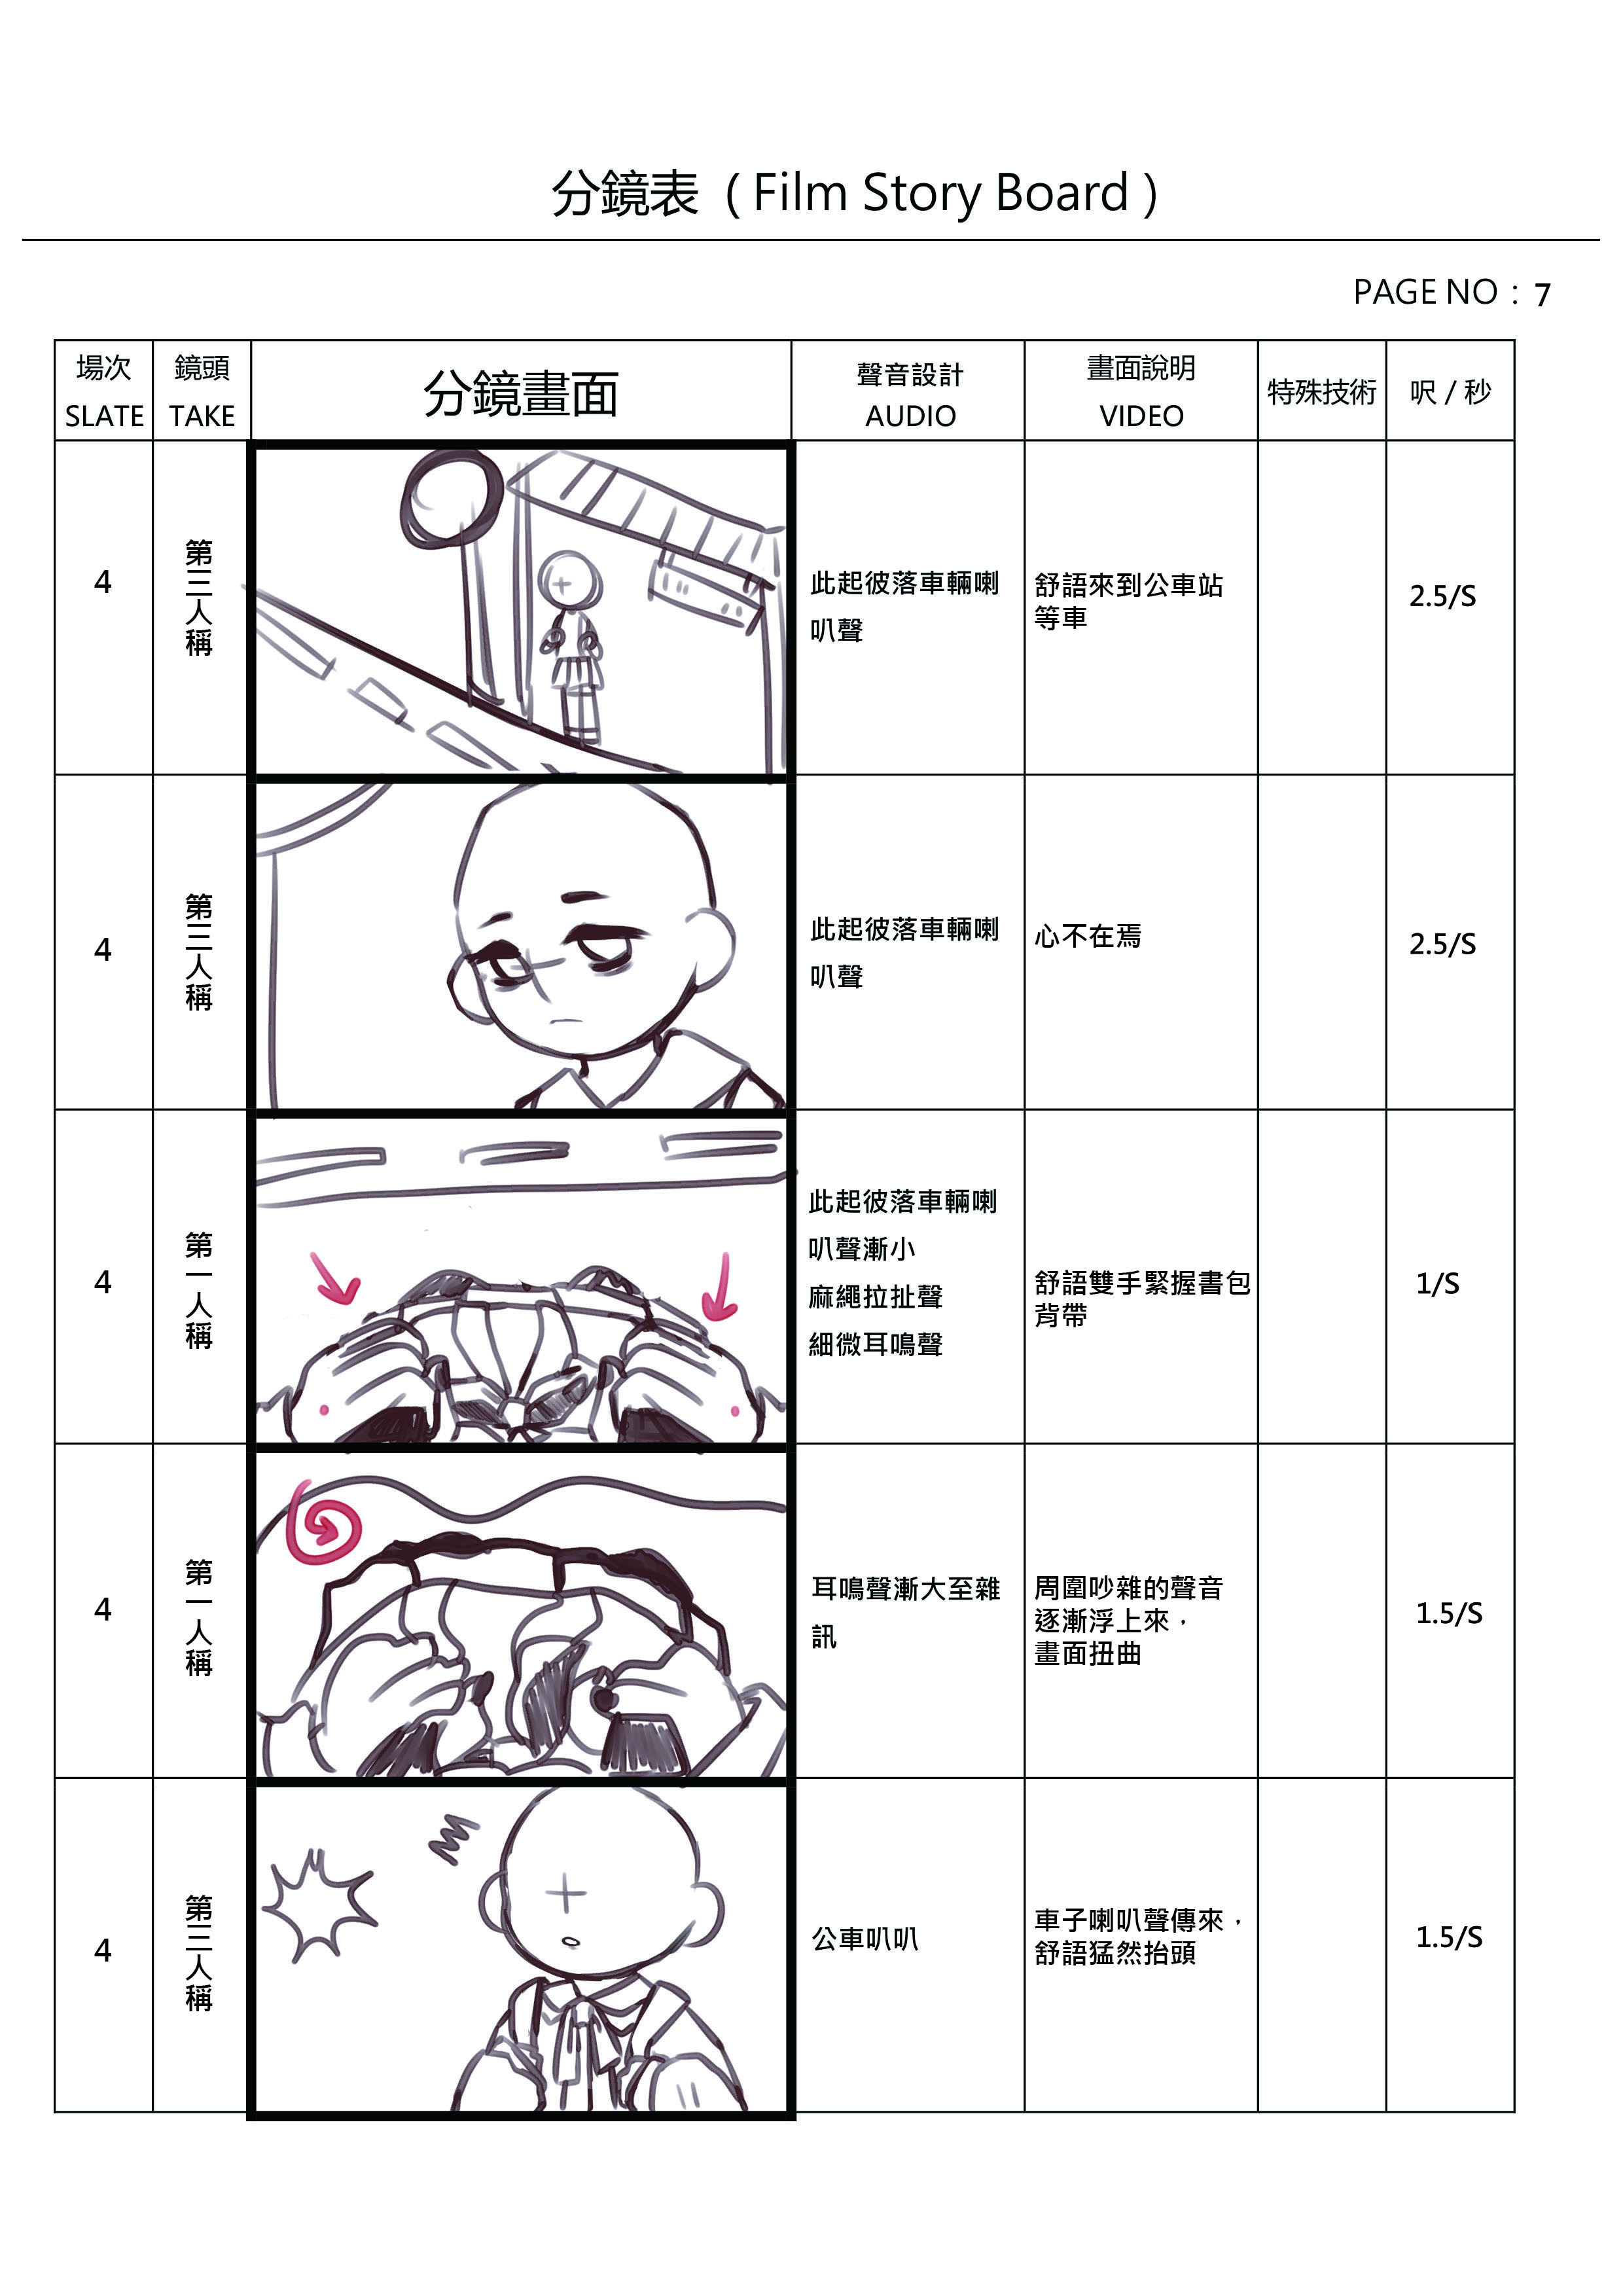 分鏡表（Film Story Board）
PAGE NO：7
場次
SLATE
鏡頭
TAKE
分鏡畫面
聲音設計
AUDIO
畫面說明
VIDEO
特殊技術
呎 / 秒
4
第三人稱
此起彼落車輛喇
叭聲
舒語來到公車站
等車
2.5/S
4
第三人稱
此起彼落車輛喇
叭聲
心不在焉
2.5/S
4
第一人稱
此起彼落車輛喇
叭聲漸小
麻繩拉扯聲
細微耳鳴聲
舒語雙手緊握書包
背帶
1/S
4
第一人稱
耳鳴聲漸大至雜
訊
周圍吵雜的聲音
逐漸浮上來，
畫面扭曲
1.5/S
4
第三人稱
公車叭叭
車子喇叭聲傳來，
舒語猛然抬頭
1.5/S